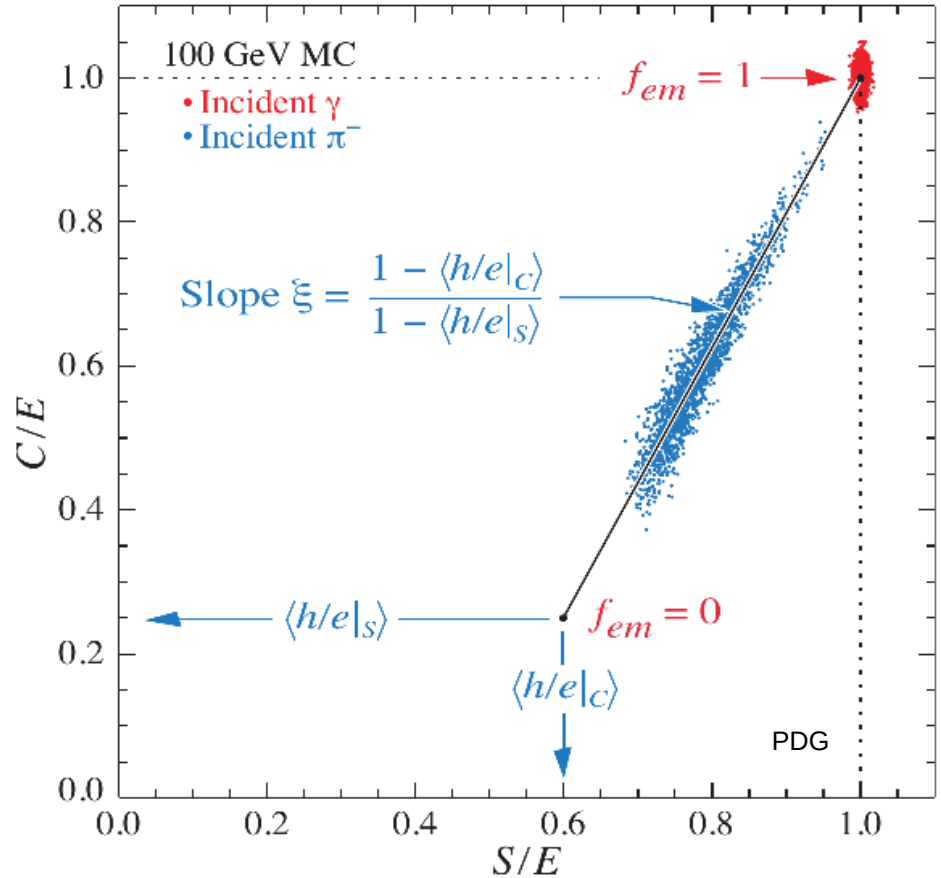 100 GeV MC
• Incident γ
• Incident π⁻
f_em = 1
Slope ξ = (1 − ⟨h/e|_C⟩) / (1 − ⟨h/e|_S⟩)
⟨h/e|_S⟩
f_em = 0
⟨h/e|_C⟩
PDG
C/E
1.0
0.8
0.6
0.4
0.2
0.0
0.0 0.2 0.4 0.6 0.8 1.0
S/E